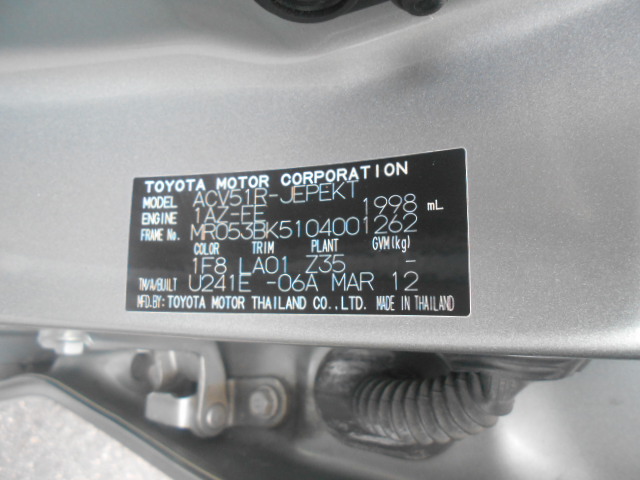 TOYOTA MOTOR CORPORATION
MODEL ACV51R-JEPEKT
ENGINE 1AZ-FE 1998 mL
FRAME No. MR053BK5104001262
COLOR TRIM PLANT GVM(kg)
1F8 LA01 Z35 -
TM/A/BUILT U241E -06A MAR 12
MFD.BY: TOYOTA MOTOR THAILAND CO.,LTD. MADE IN THAILAND